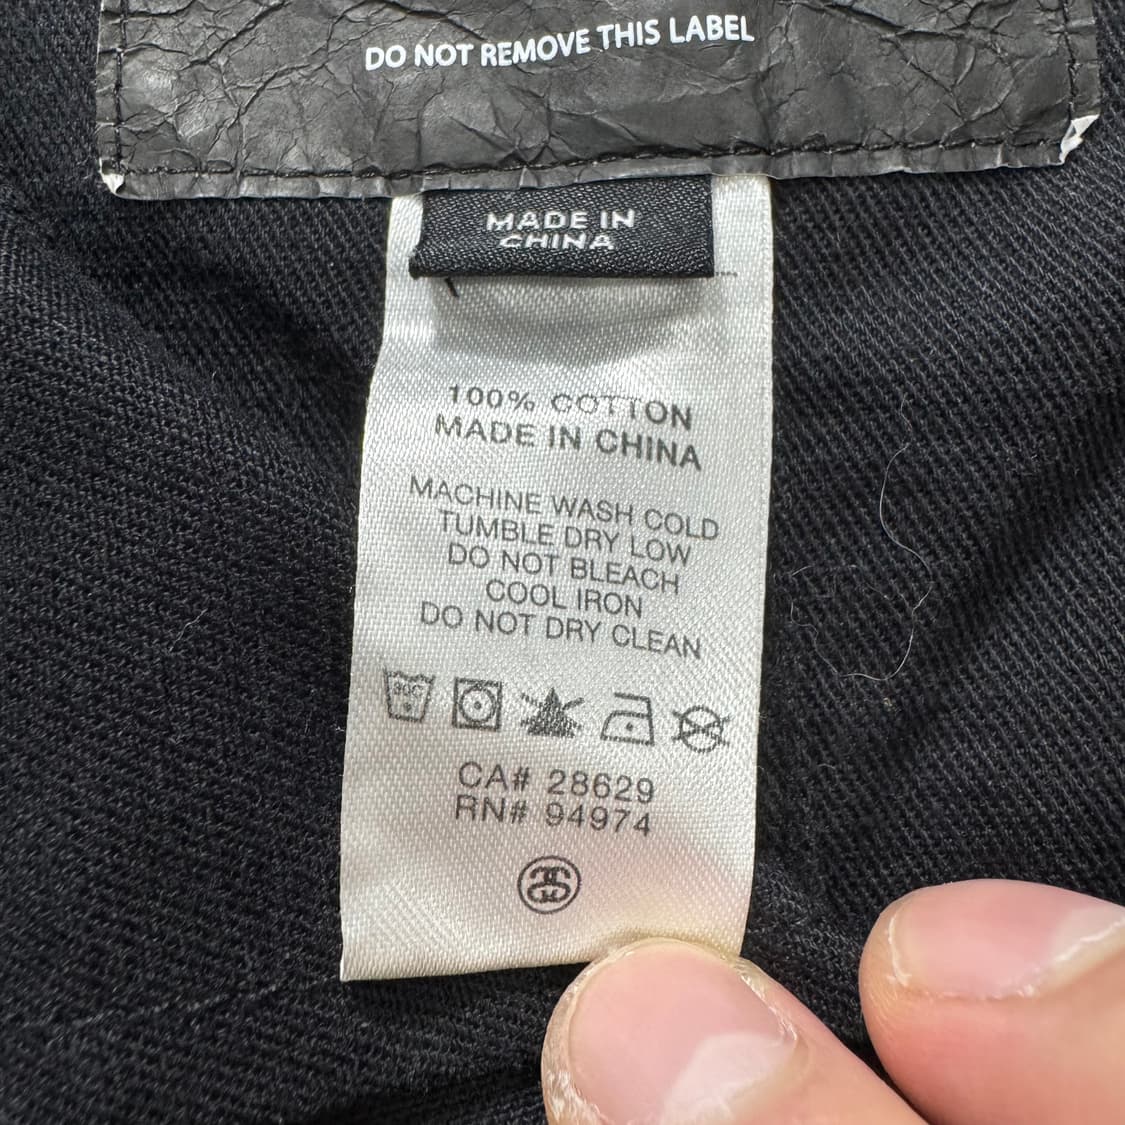 DO NOT REMOVE THIS LABEL
MADE IN
CHINA
100% COTTON
MADE IN CHINA
MACHINE WASH COLD
TUMBLE DRY LOW
DO NOT BLEACH
COOL IRON
DO NOT DRY CLEAN
30C
CA# 28629
RN# 94974